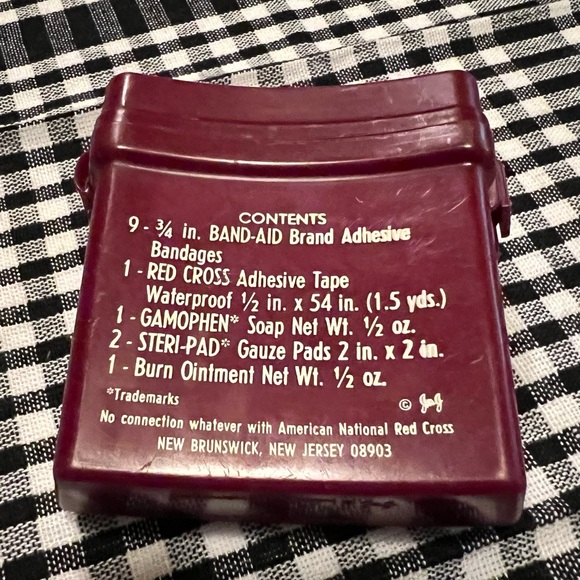 CONTENTS
9 - ¾ in. BAND-AID Brand Adhesive
Bandages
1 - RED CROSS Adhesive Tape
Waterproof ½ in. x 54 in. (1.5 yds.)
1 - GAMOPHEN* Soap Net Wt. ½ oz.
2 - STERI-PAD* Gauze Pads 2 in. x 2 in.
1 - Burn Ointment Net Wt. ½ oz.
*Trademarks
© J&J
No connection whatever with American National Red Cross
NEW BRUNSWICK, NEW JERSEY 08903